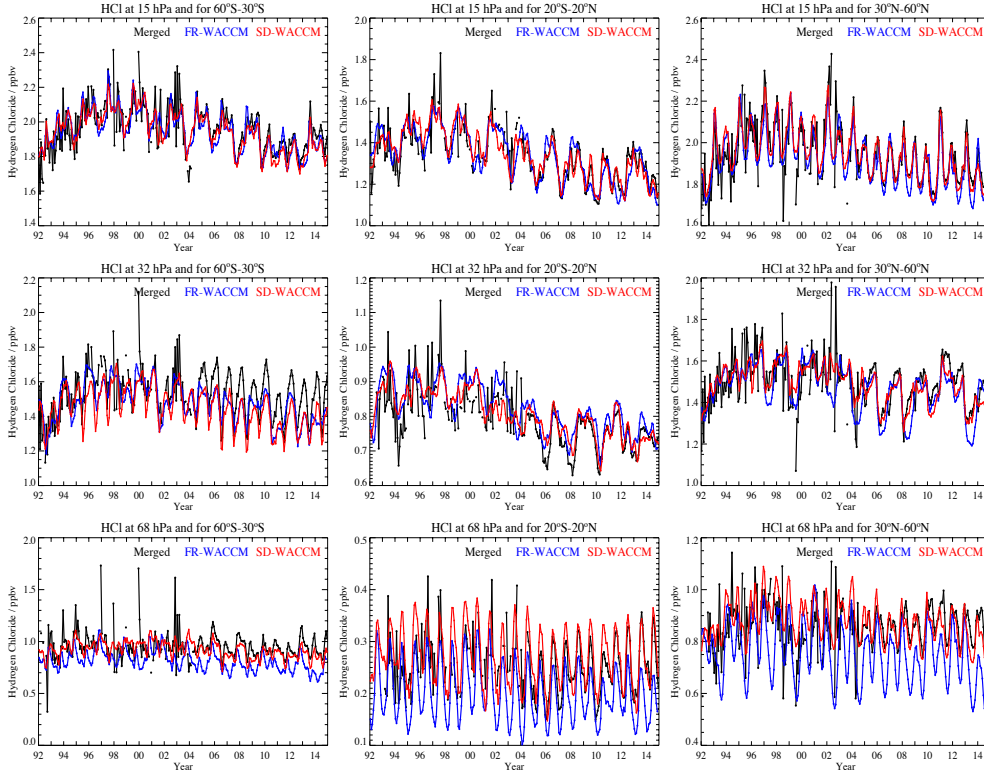 HCl at 15 hPa and for 60°S-30°S
Merged FR-WACCM SD-WACCM
Hydrogen Chloride / ppbv
2.6
2.4
2.2
2.0
1.8
1.6
1.4
92 94 96 98 00 02 04 06 08 10 12 14
Year
HCl at 15 hPa and for 20°S-20°N
Merged FR-WACCM SD-WACCM
Hydrogen Chloride / ppbv
2.0
1.8
1.6
1.4
1.2
1.0
92 94 96 98 00 02 04 06 08 10 12 14
Year
HCl at 15 hPa and for 30°N-60°N
Merged FR-WACCM SD-WACCM
Hydrogen Chloride / ppbv
2.6
2.4
2.2
2.0
1.8
1.6
92 94 96 98 00 02 04 06 08 10 12 14
Year
HCl at 32 hPa and for 60°S-30°S
Merged FR-WACCM SD-WACCM
Hydrogen Chloride / ppbv
2.2
2.0
1.8
1.6
1.4
1.2
1.0
92 94 96 98 00 02 04 06 08 10 12 14
Year
HCl at 32 hPa and for 20°S-20°N
Merged FR-WACCM SD-WACCM
Hydrogen Chloride / ppbv
1.2
1.1
1.0
0.9
0.8
0.7
0.6
92 94 96 98 00 02 04 06 08 10 12 14
Year
HCl at 32 hPa and for 30°N-60°N
Merged FR-WACCM SD-WACCM
Hydrogen Chloride / ppbv
2.0
1.8
1.6
1.4
1.2
1.0
92 94 96 98 00 02 04 06 08 10 12 14
Year
HCl at 68 hPa and for 60°S-30°S
Merged FR-WACCM SD-WACCM
Hydrogen Chloride / ppbv
2.0
1.5
1.0
0.5
0.0
92 94 96 98 00 02 04 06 08 10 12 14
Year
HCl at 68 hPa and for 20°S-20°N
Merged FR-WACCM SD-WACCM
Hydrogen Chloride / ppbv
0.5
0.4
0.3
0.2
0.1
92 94 96 98 00 02 04 06 08 10 12 14
Year
HCl at 68 hPa and for 30°N-60°N
Merged FR-WACCM SD-WACCM
Hydrogen Chloride / ppbv
1.2
1.0
0.8
0.6
0.4
92 94 96 98 00 02 04 06 08 10 12 14
Year